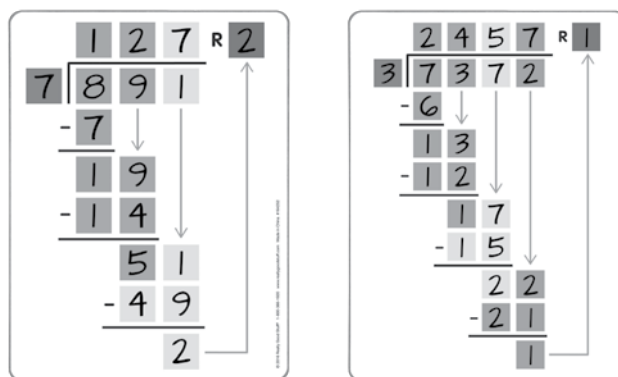 1 2 7 R 2
7 8 9 1
- 7
1 9
- 1 4
5 1
- 4 9
2
2 4 5 7 R 1
3 7 3 7 2
- 6
1 3
- 1 2
1 7
- 1 5
2 2
- 2 1
1